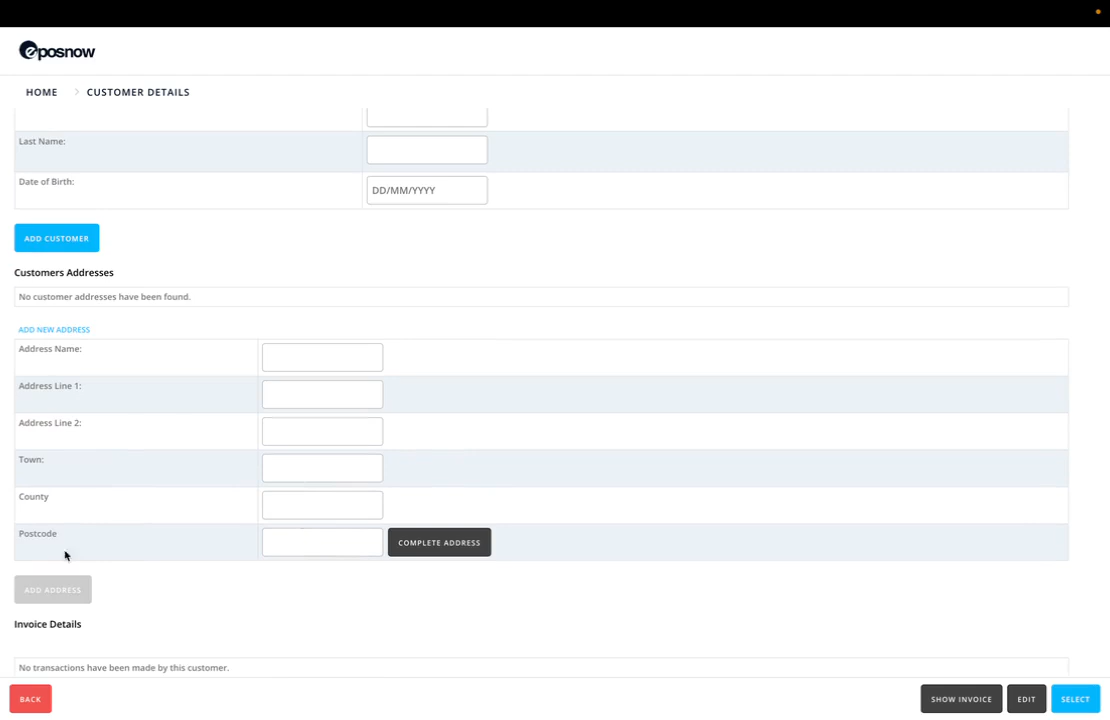 eposnow
HOME > CUSTOMER DETAILS
Last Name:
Date of Birth: DD/MM/YYYY
ADD CUSTOMER
Customers Addresses
No customer addresses have been found.
ADD NEW ADDRESS
Address Name:
Address Line 1:
Address Line 2:
Town:
County
Postcode COMPLETE ADDRESS
ADD ADDRESS
Invoice Details
No transactions have been made by this customer.
BACK SHOW INVOICE EDIT SELECT